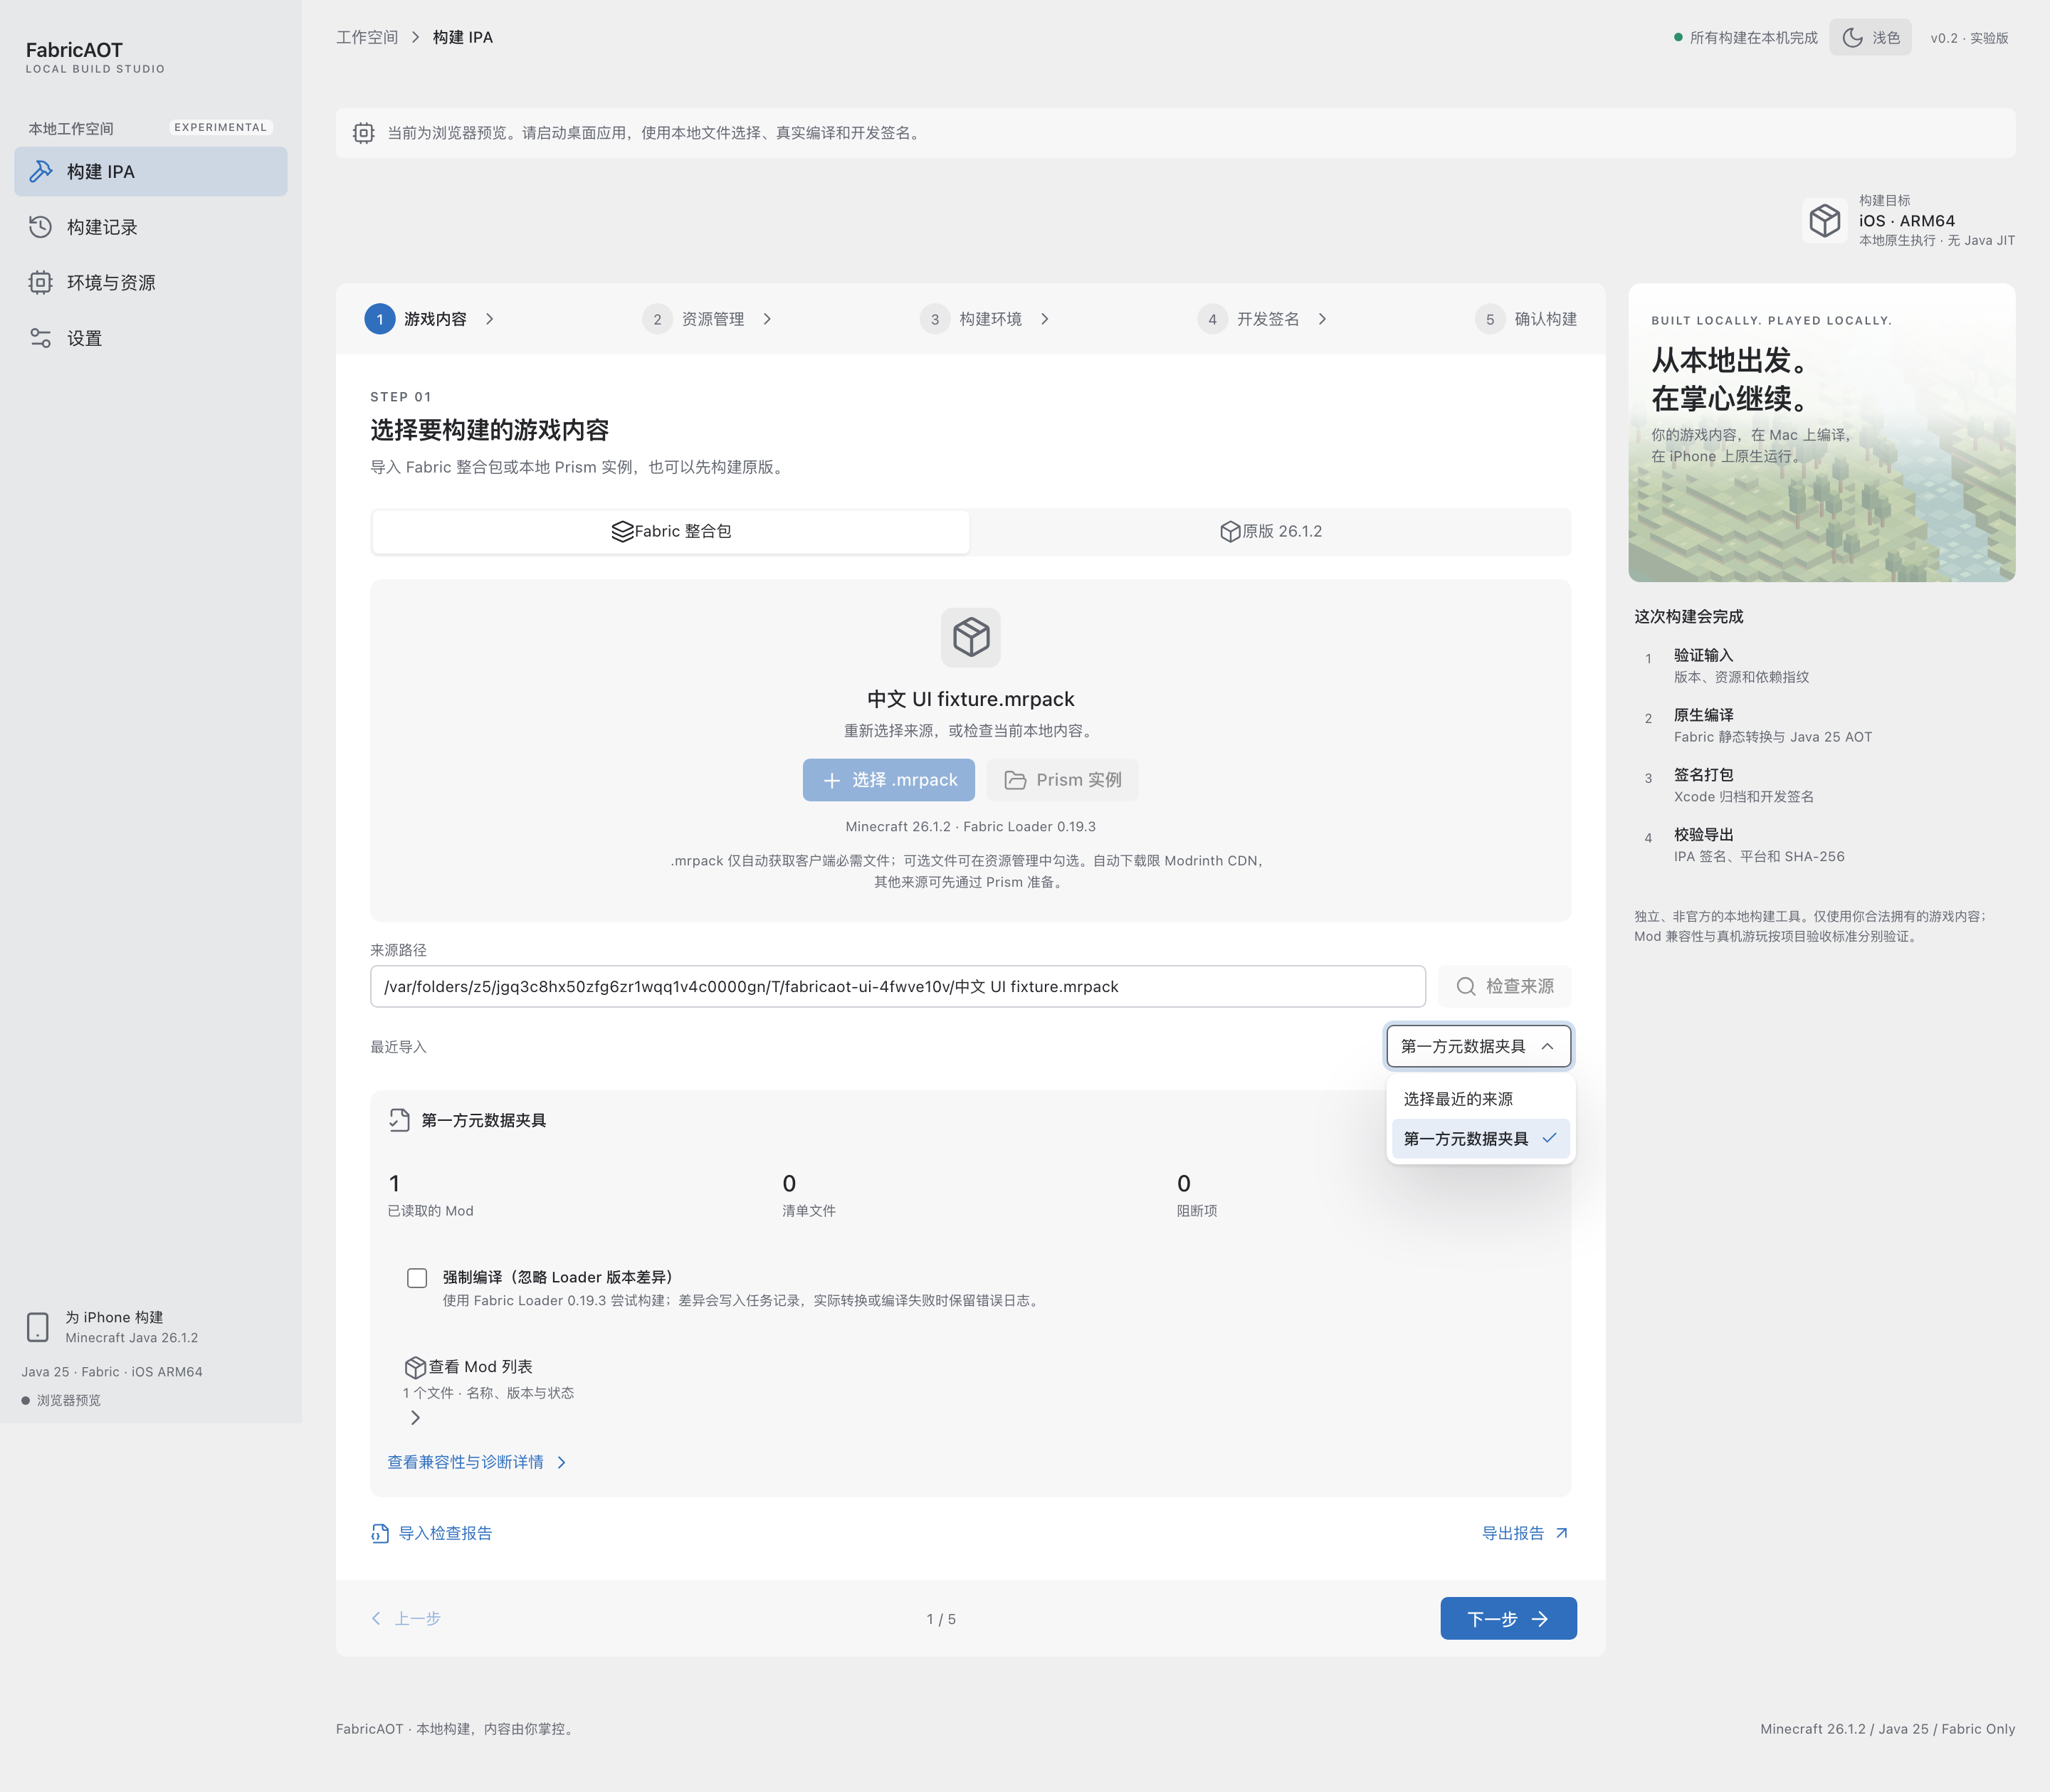 FabricAOT
LOCAL BUILD STUDIO
本地工作空间
EXPERIMENTAL
构建 IPA
构建记录
环境与资源
设置
为 iPhone 构建
Minecraft Java 26.1.2
Java 25 · Fabric · iOS ARM64
浏览器预览
工作空间
构建 IPA
所有构建在本机完成
浅色
v0.2 · 实验版
当前为浏览器预览。请启动桌面应用，使用本地文件选择、真实编译和开发签名。
构建目标
iOS · ARM64
本地原生执行 · 无 Java JIT
1 游戏内容
2 资源管理
3 构建环境
4 开发签名
5 确认构建
STEP 01
选择要构建的游戏内容
导入 Fabric 整合包或本地 Prism 实例，也可以先构建原版。
Fabric 整合包
原版 26.1.2
中文 UI fixture.mrpack
重新选择来源，或检查当前本地内容。
选择 .mrpack
Prism 实例
Minecraft 26.1.2 · Fabric Loader 0.19.3
.mrpack 仅自动获取客户端必需文件；可选文件可在资源管理中勾选。自动下载限 Modrinth CDN，
其他来源可先通过 Prism 准备。
来源路径
/var/folders/z5/jgq3c8hx50zfg6zr1wqq1v4c0000gn/T/fabricaot-ui-4fwve10v/中文 UI fixture.mrpack
检查来源
最近导入
第一方元数据夹具
选择最近的来源
第一方元数据夹具
第一方元数据夹具
1
已读取的 Mod
0
清单文件
0
阻断项
强制编译（忽略 Loader 版本差异）
使用 Fabric Loader 0.19.3 尝试构建；差异会写入任务记录，实际转换或编译失败时保留错误日志。
查看 Mod 列表
1 个文件 · 名称、版本与状态
查看兼容性与诊断详情
导入检查报告
导出报告
上一步
1 / 5
下一步
BUILT LOCALLY. PLAYED LOCALLY.
从本地出发。
在掌心继续。
你的游戏内容，在 Mac 上编译，
在 iPhone 上原生运行。
这次构建会完成
1 验证输入
版本、资源和依赖指纹
2 原生编译
Fabric 静态转换与 Java 25 AOT
3 签名打包
Xcode 归档和开发签名
4 校验导出
IPA 签名、平台和 SHA-256
独立、非官方的本地构建工具。仅使用你合法拥有的游戏内容；
Mod 兼容性与真机游玩按项目验收标准分别验证。
FabricAOT · 本地构建，内容由你掌控。
Minecraft 26.1.2 / Java 25 / Fabric Only